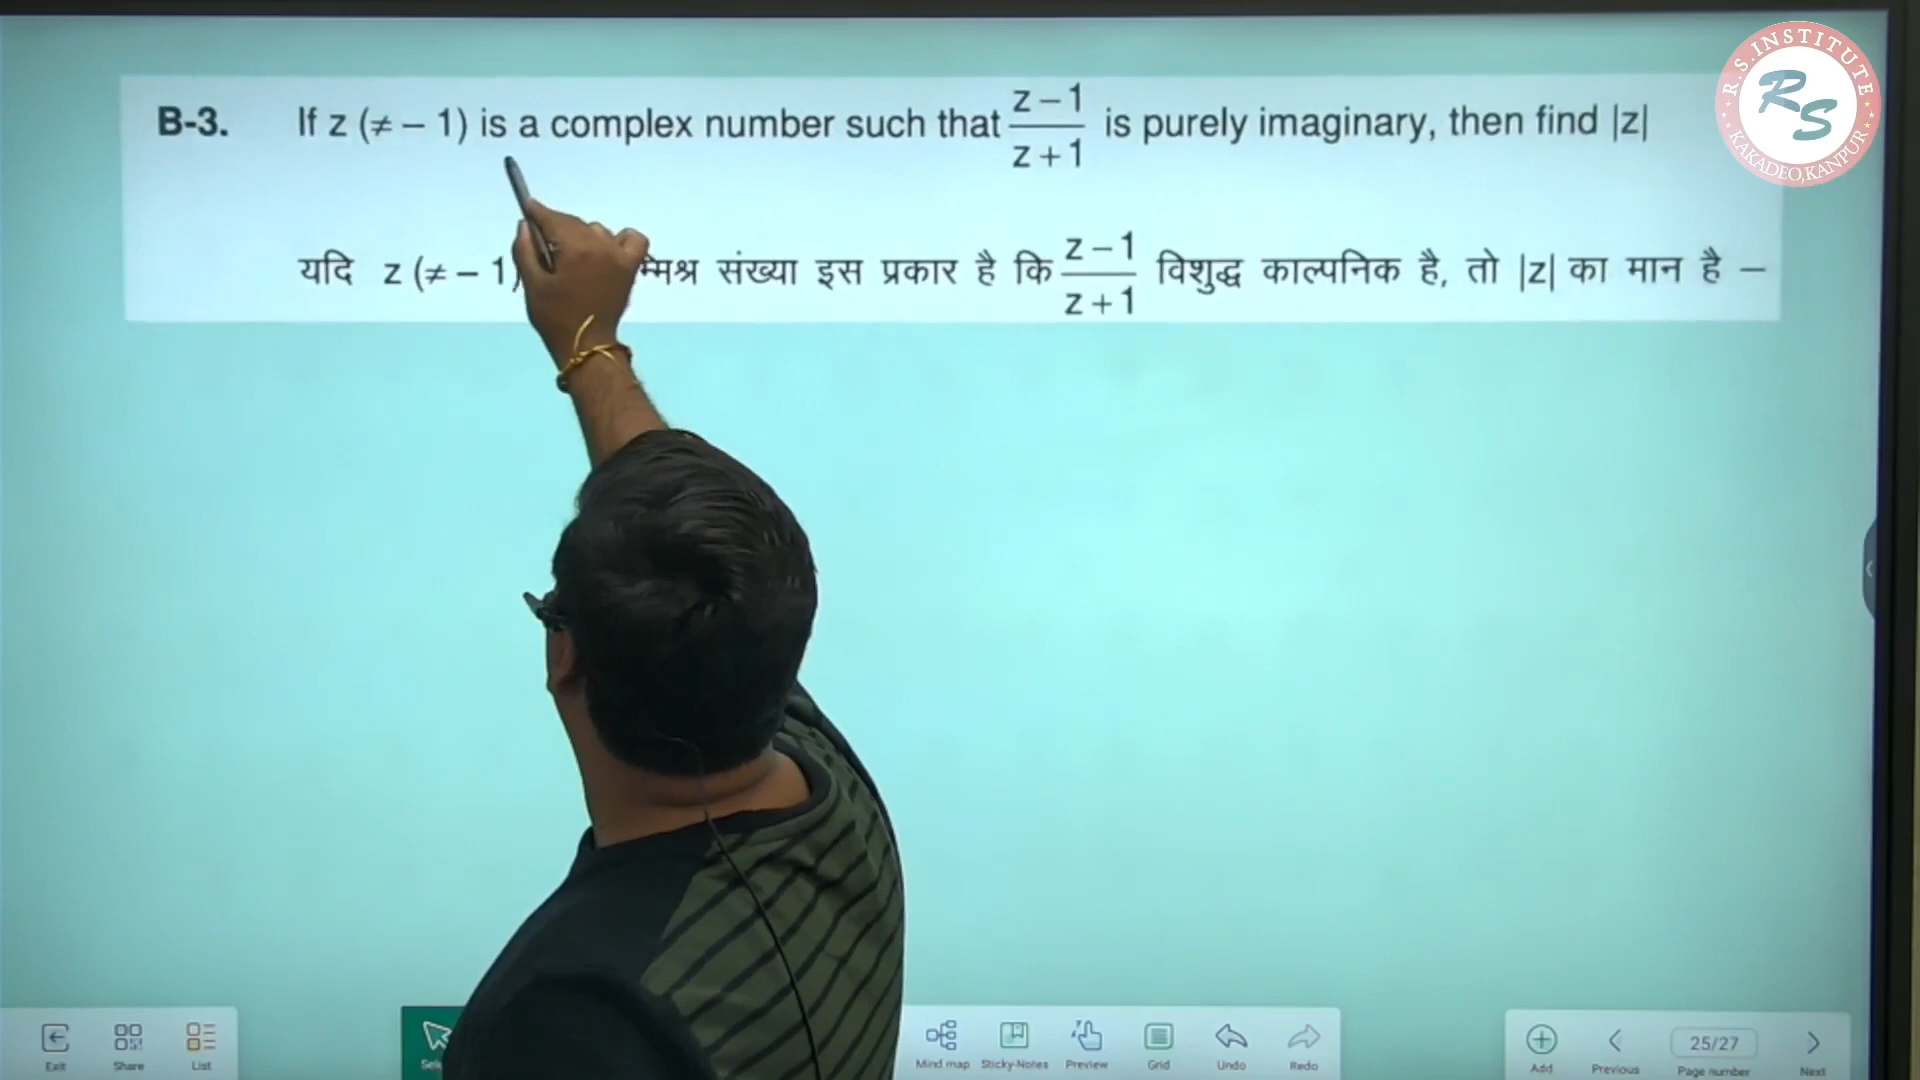 R.S.INSTITUTE
RS
KAKADEO,KANPUR
B-3. If z (≠ – 1) is a complex number such that \frac{z – 1}{z + 1} is purely imaginary, then find |z|
यदि z (≠ – 1) संख्या इस प्रकार है कि \frac{z – 1}{z + 1} विशुद्ध काल्पनिक है, तो |z| का मान है –
Exit Share List Mind map Sticky-Notes Preview Grid Undo Redo Add Previous 25/27 Page number Next